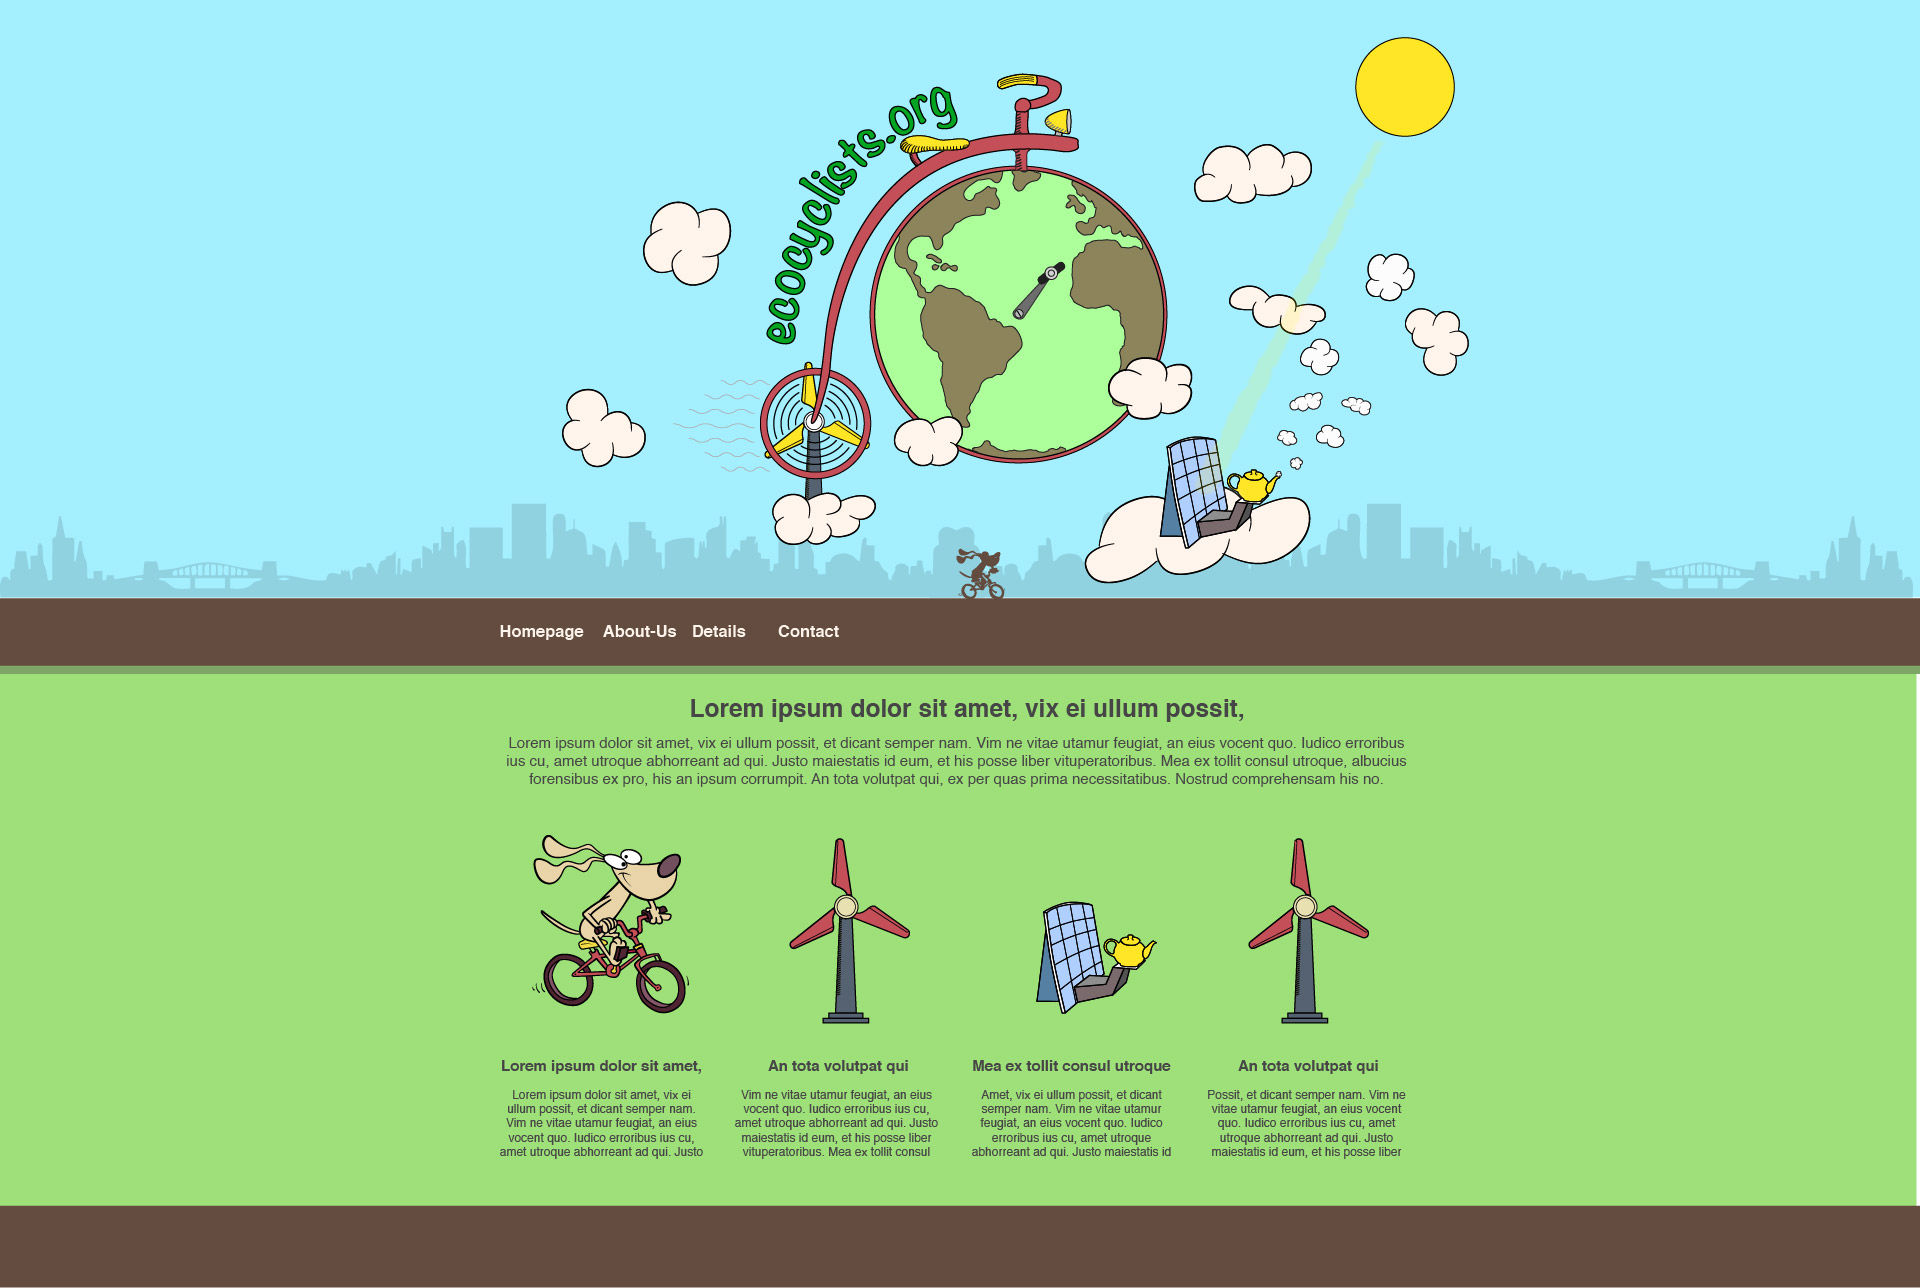 ecocyclists.org
Homepage About-Us Details Contact
Lorem ipsum dolor sit amet, vix ei ullum possit,
Lorem ipsum dolor sit amet, vix ei ullum possit, et dicant semper nam. Vim ne vitae utamur feugiat, an eius vocent quo. Iudico erroribus
ius cu, amet utroque abhorreant ad qui. Justo maiestatis id eum, et his posse liber vituperatoribus. Mea ex tollit consul utroque, albucius
forensibus ex pro, his an ipsum corrumpit. An tota volutpat qui, ex per quas prima necessitatibus. Nostrud comprehensam his no.
Lorem ipsum dolor sit amet,
Lorem ipsum dolor sit amet, vix ei
ullum possit, et dicant semper nam.
Vim ne vitae utamur feugiat, an eius
vocent quo. Iudico erroribus ius cu,
amet utroque abhorreant ad qui. Justo
An tota volutpat qui
Vim ne vitae utamur feugiat, an eius
vocent quo. Iudico erroribus ius cu,
amet utroque abhorreant ad qui. Justo
maiestatis id eum, et his posse liber
vituperatoribus. Mea ex tollit consul
Mea ex tollit consul utroque
Amet, vix ei ullum possit, et dicant
semper nam. Vim ne vitae utamur
feugiat, an eius vocent quo. Iudico
erroribus ius cu, amet utroque
abhorreant ad qui. Justo maiestatis id
An tota volutpat qui
Possit, et dicant semper nam. Vim ne
vitae utamur feugiat, an eius vocent
quo. Iudico erroribus ius cu, amet
utroque abhorreant ad qui. Justo
maiestatis id eum, et his posse liber